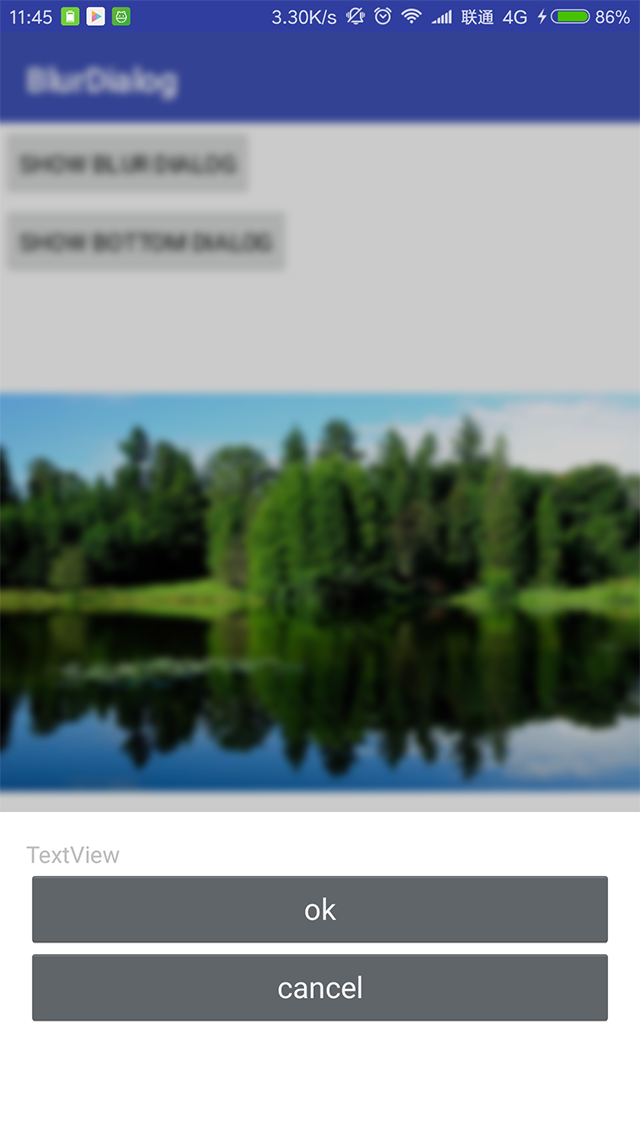 11:45 3.30K/s 联通 4G 86%
BlurDialog
SHOW BLUR DIALOG
SHOW BOTTOM DIALOG
TextView
ok
cancel